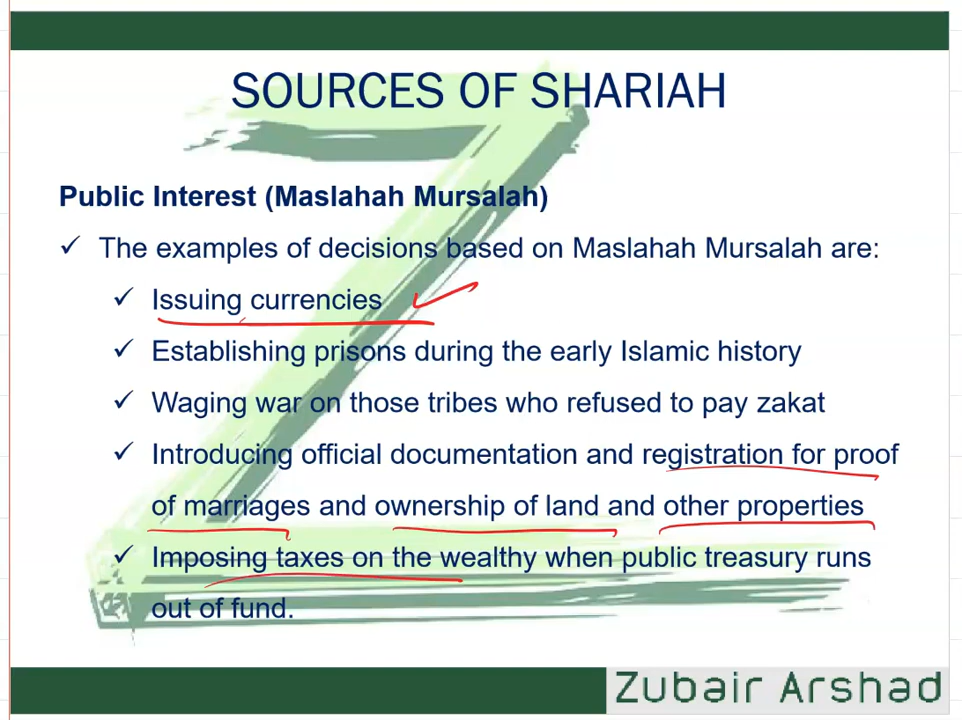 SOURCES OF SHARIAH
Public Interest (Maslahah Mursalah)
✓ The examples of decisions based on Maslahah Mursalah are:
✓ Issuing currencies
✓ Establishing prisons during the early Islamic history
✓ Waging war on those tribes who refused to pay zakat
✓ Introducing official documentation and registration for proof
of marriages and ownership of land and other properties
✓ Imposing taxes on the wealthy when public treasury runs
out of fund.
Zubair Arshad